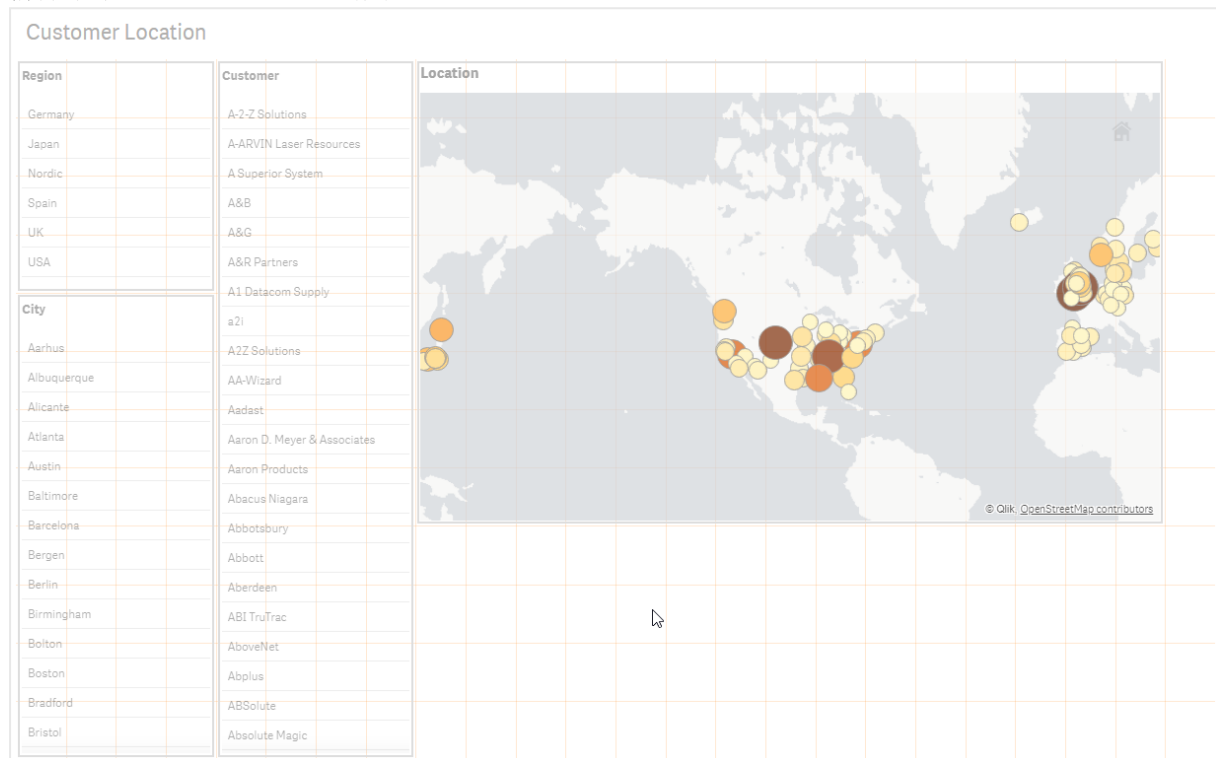 Customer Location
Region
Germany
Japan
Nordic
Spain
UK
USA
City
Aarhus
Albuquerque
Alicante
Atlanta
Austin
Baltimore
Barcelona
Bergen
Berlin
Birmingham
Bolton
Boston
Bradford
Bristol
Customer
A-2-Z Solutions
A-ARVIN Laser Resources
A Superior System
A&B
A&G
A&R Partners
A1 Datacom Supply
a2i
A2Z Solutions
AA-Wizard
Aadast
Aaron D. Meyer & Associates
Aaron Products
Abacus Niagara
Abbotsbury
Abbott
Aberdeen
ABI TruTrac
AboveNet
Abplus
ABSolute
Absolute Magic
Location
© Qlik, OpenStreetMap contributors